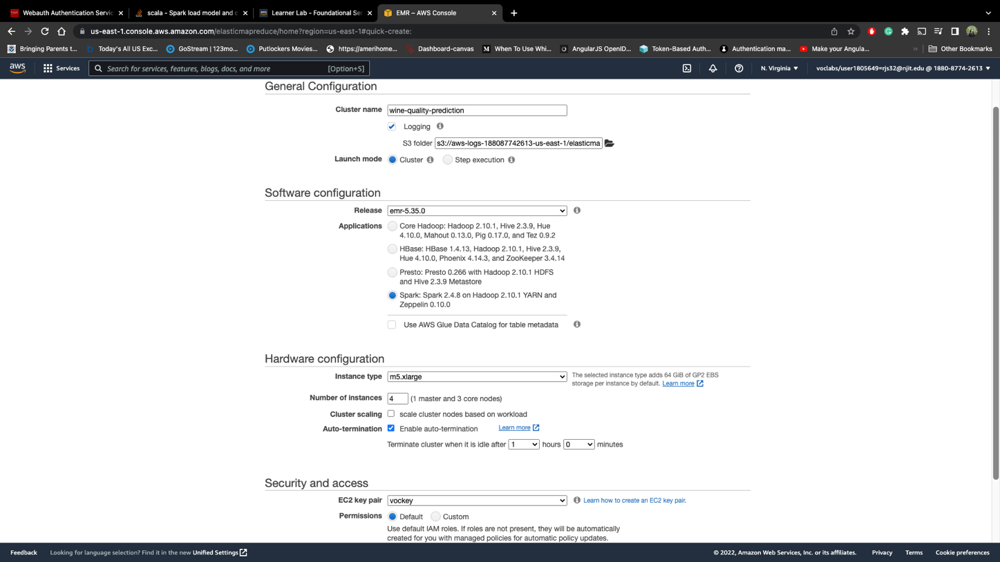 Webauth Authentication Servic
scala - Spark load model and c
Learner Lab - Foundational Ser
EMR – AWS Console
us-east-1.console.aws.amazon.com/elasticmapreduce/home?region=us-east-1#quick-create:
Bringing Parents t...
Today's All US Exc...
GoStream | 123mo...
Putlockers Movies...
https://amerihome...
Dashboard-canvas
When To Use Whi...
AngularJS OpenID...
Token-Based Auth...
Authentication ma...
Make your Angula...
»
Other Bookmarks
aws
Services
Search for services, features, blogs, docs, and more
[Option+S]
N. Virginia
voclabs/user1805649=rjs32@njit.edu @ 1880-8774-2613
General Configuration
Cluster name wine-quality-prediction
Logging
S3 folder s3://aws-logs-188087742613-us-east-1/elasticma
Launch mode Cluster Step execution
Software configuration
Release emr-5.35.0
Applications Core Hadoop: Hadoop 2.10.1, Hive 2.3.9, Hue
4.10.0, Mahout 0.13.0, Pig 0.17.0, and Tez 0.9.2
HBase: HBase 1.4.13, Hadoop 2.10.1, Hive 2.3.9,
Hue 4.10.0, Phoenix 4.14.3, and ZooKeeper 3.4.14
Presto: Presto 0.266 with Hadoop 2.10.1 HDFS
and Hive 2.3.9 Metastore
Spark: Spark 2.4.8 on Hadoop 2.10.1 YARN and
Zeppelin 0.10.0
Use AWS Glue Data Catalog for table metadata
Hardware configuration
Instance type m5.xlarge
The selected instance type adds 64 GiB of GP2 EBS
storage per instance by default. Learn more
Number of instances 4 (1 master and 3 core nodes)
Cluster scaling scale cluster nodes based on workload
Auto-termination Enable auto-termination Learn more
Terminate cluster when it is idle after 1 hours 0 minutes
Security and access
EC2 key pair vockey Learn how to create an EC2 key pair.
Permissions Default Custom
Use default IAM roles. If roles are not present, they will be automatically
created for you with managed policies for automatic policy updates.
Feedback
Looking for language selection? Find it in the new Unified Settings
© 2022, Amazon Web Services, Inc. or its affiliates.
Privacy
Terms
Cookie preferences